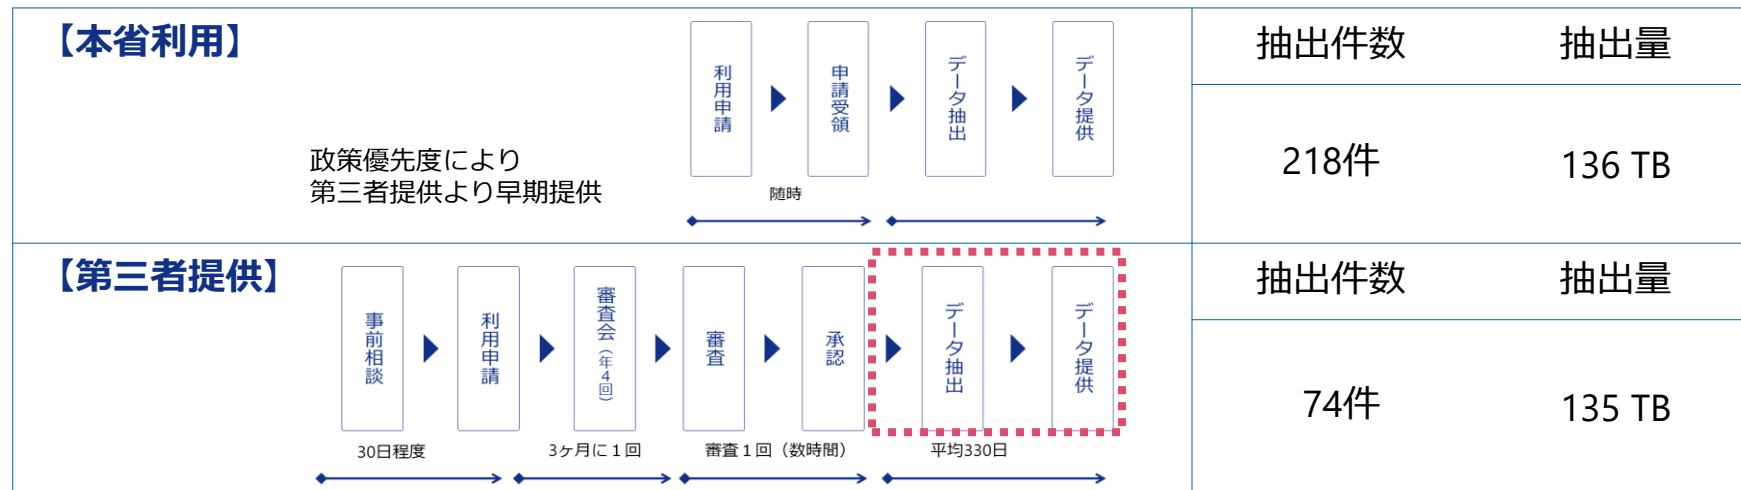 【本省利用】
政策優先度により
第三者提供より早期提供
利用申請
申請受領
データ抽出
データ提供
随時
抽出件数 抽出量
218件 136 TB
【第三者提供】
事前相談
利用申請
審査会（年4回）
審査
承認
データ抽出
データ提供
30日程度
3ヶ月に１回
審査１回（数時間）
平均330日
抽出件数 抽出量
74件 135 TB